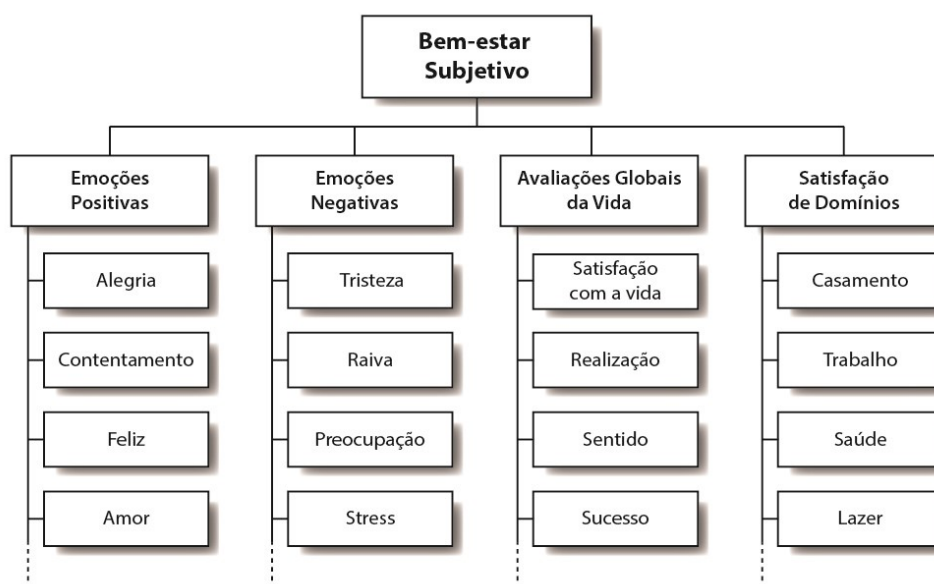 Bem-estar
Subjetivo
Emoções
Positivas
Emoções
Negativas
Avaliações Globais
da Vida
Satisfação
de Domínios
Alegria
Tristeza
Satisfação
com a vida
Casamento
Contentamento
Raiva
Realização
Trabalho
Feliz
Preocupação
Sentido
Saúde
Amor
Stress
Sucesso
Lazer